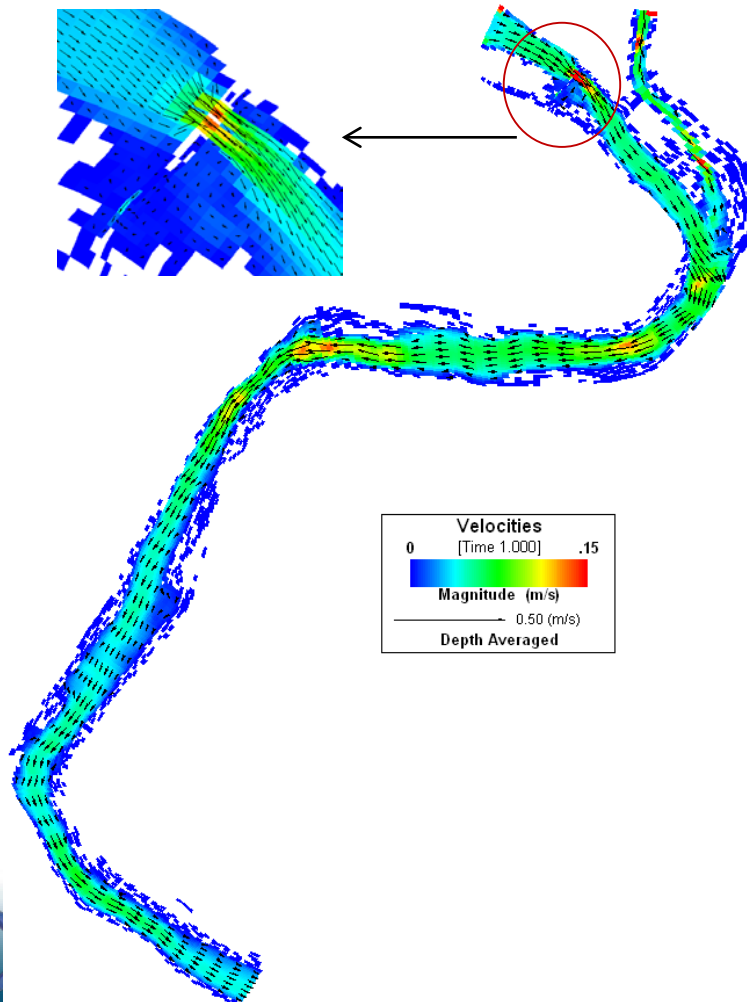 Velocities
0 [Time 1.000] .15
Magnitude (m/s)
0.50 (m/s)
Depth Averaged